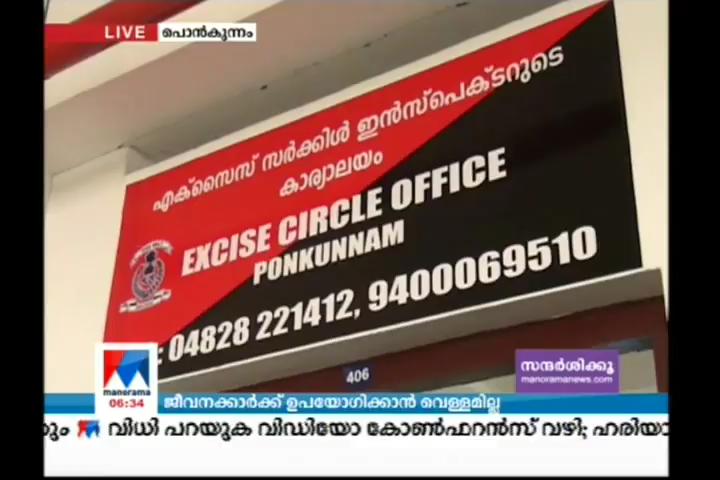 LIVE പൊൻകുന്നം
എക്സൈസ് സർക്കിൾ ഇൻസ്പെക്ടറുടെ
കാര്യാലയം
EXCISE CIRCLE OFFICE
PONKUNNAM
: 04828 221412, 9400069510
406
സന്ദർശിക്കൂ
manoramanews.com
manorama
06:34
ജീവനക്കാർക്ക് ഉപയോഗിക്കാൻ വെള്ളമില്ല
വിധി പറയുക വിഡിയോ കോൺഫറൻസ് വഴി; ഹരിയാ